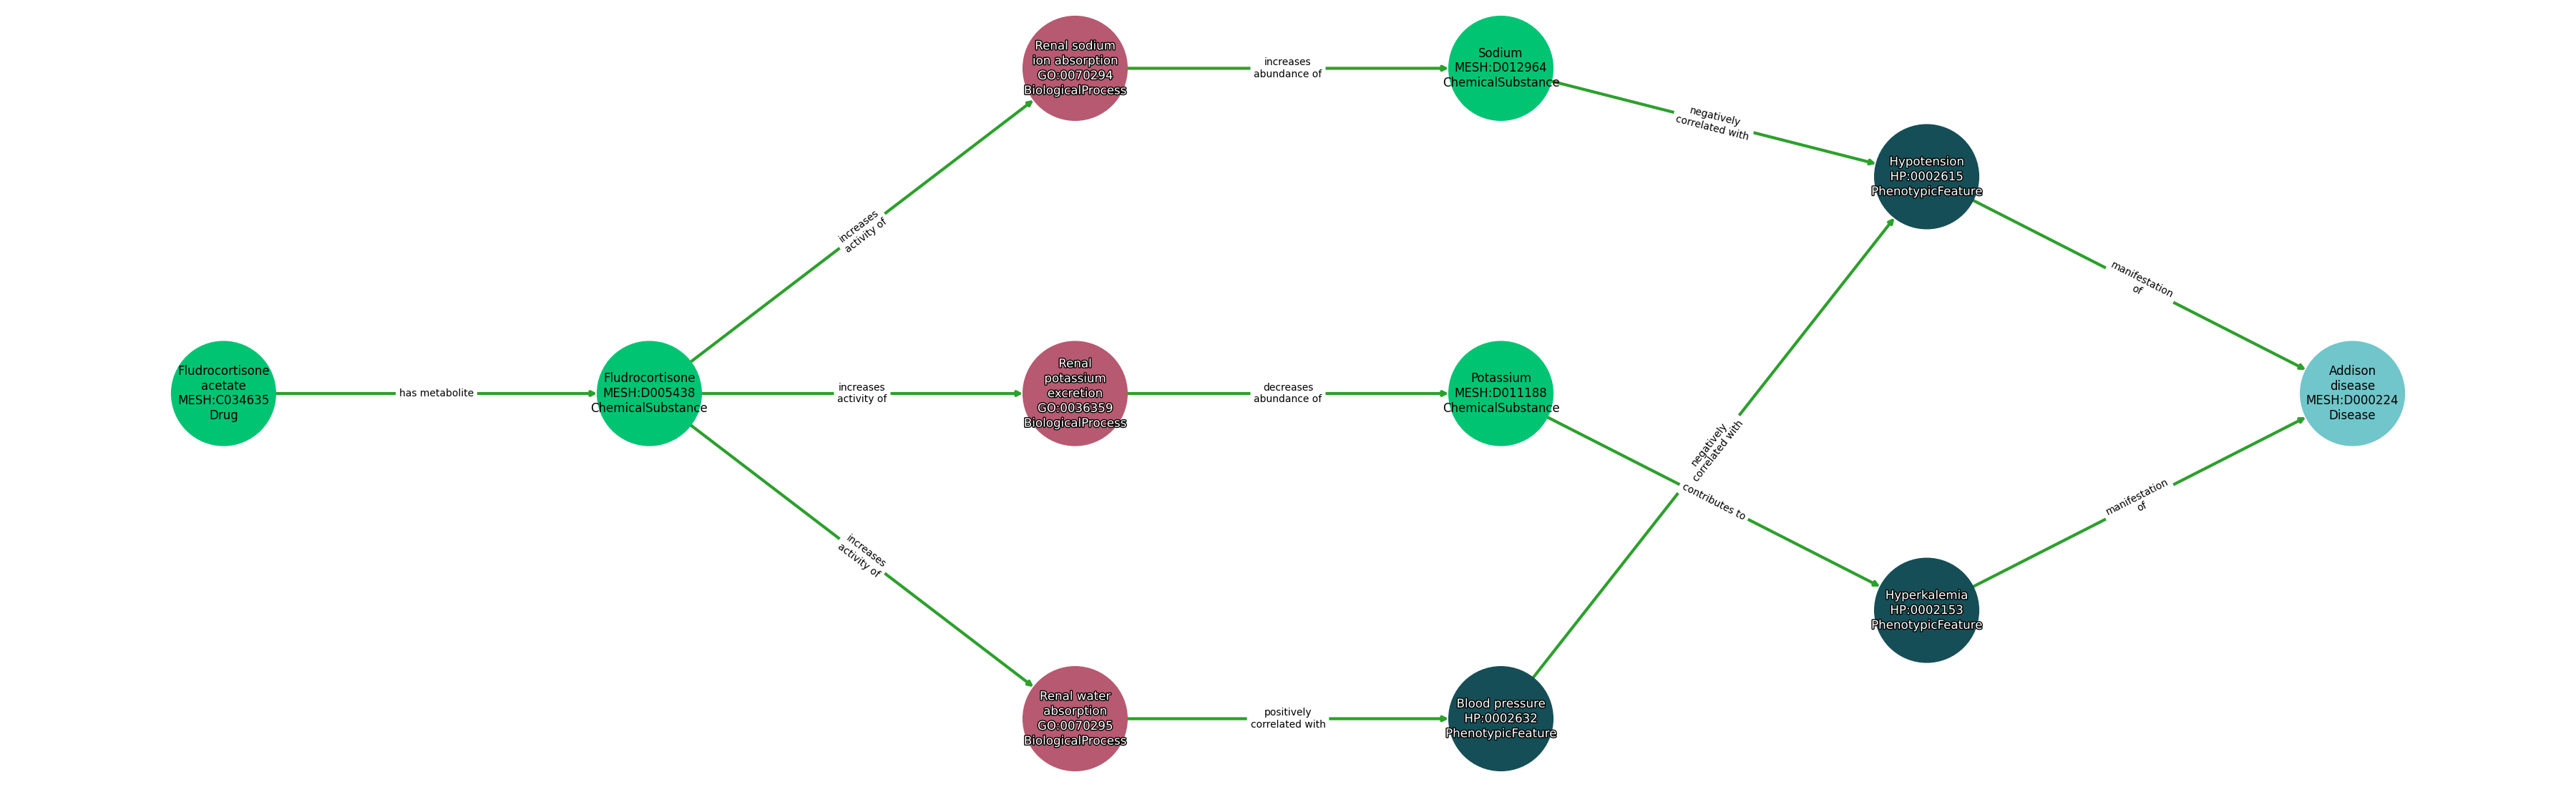 Renal sodium
ion absorption
GO:0070294
BiologicalProcess
increases
abundance of
Sodium
MESH:D012964
ChemicalSubstance
negatively
correlated with
Hypotension
HP:0002615
PhenotypicFeature
increases
activity of
manifestation
of
Fludrocortisone
acetate
MESH:C034635
Drug
has metabolite
Fludrocortisone
MESH:D005438
ChemicalSubstance
increases
activity of
Renal
potassium
excretion
GO:0036359
BiologicalProcess
decreases
abundance of
Potassium
MESH:D011188
ChemicalSubstance
Addison
disease
MESH:D000224
Disease
negatively
correlated with
contributes to
manifestation
of
increases
activity of
Hyperkalemia
HP:0002153
PhenotypicFeature
Renal water
absorption
GO:0070295
BiologicalProcess
positively
correlated with
Blood pressure
HP:0002632
PhenotypicFeature